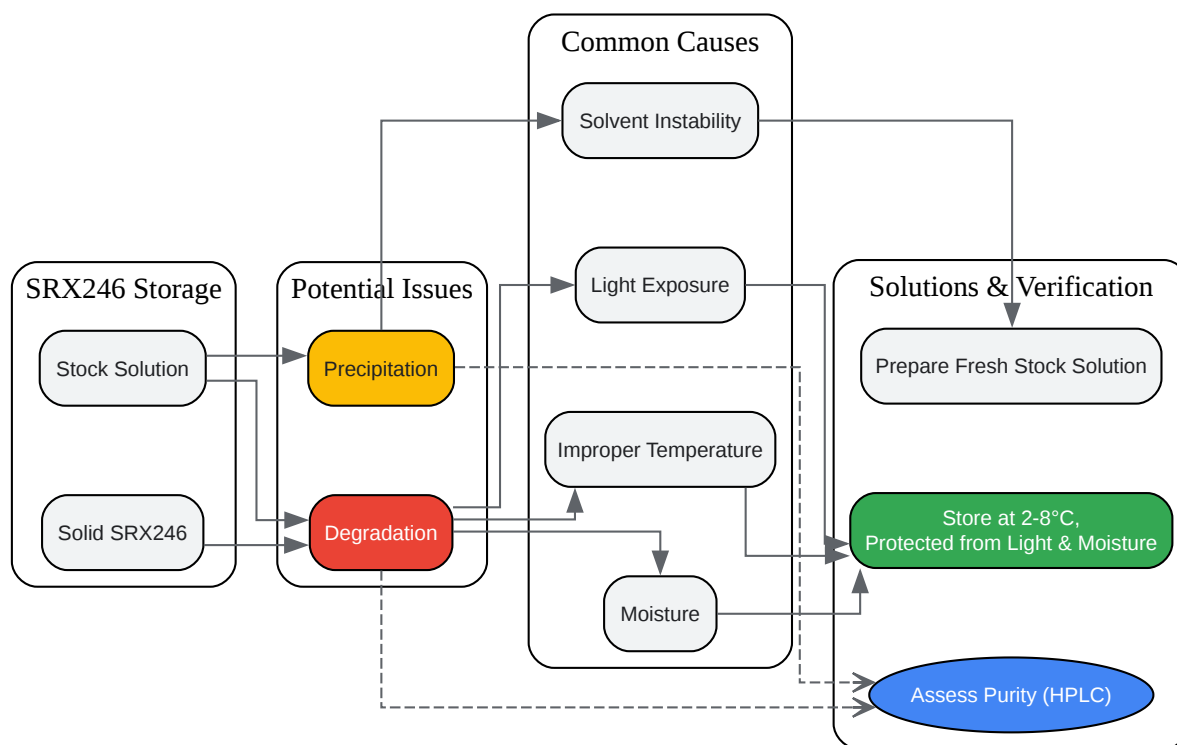 SRX246 Storage
Stock Solution
Solid SRX246
Potential Issues
Precipitation
Degradation
Common Causes
Solvent Instability
Light Exposure
Improper Temperature
Moisture
Solutions & Verification
Prepare Fresh Stock Solution
Store at 2-8°C,
Protected from Light & Moisture
Assess Purity (HPLC)